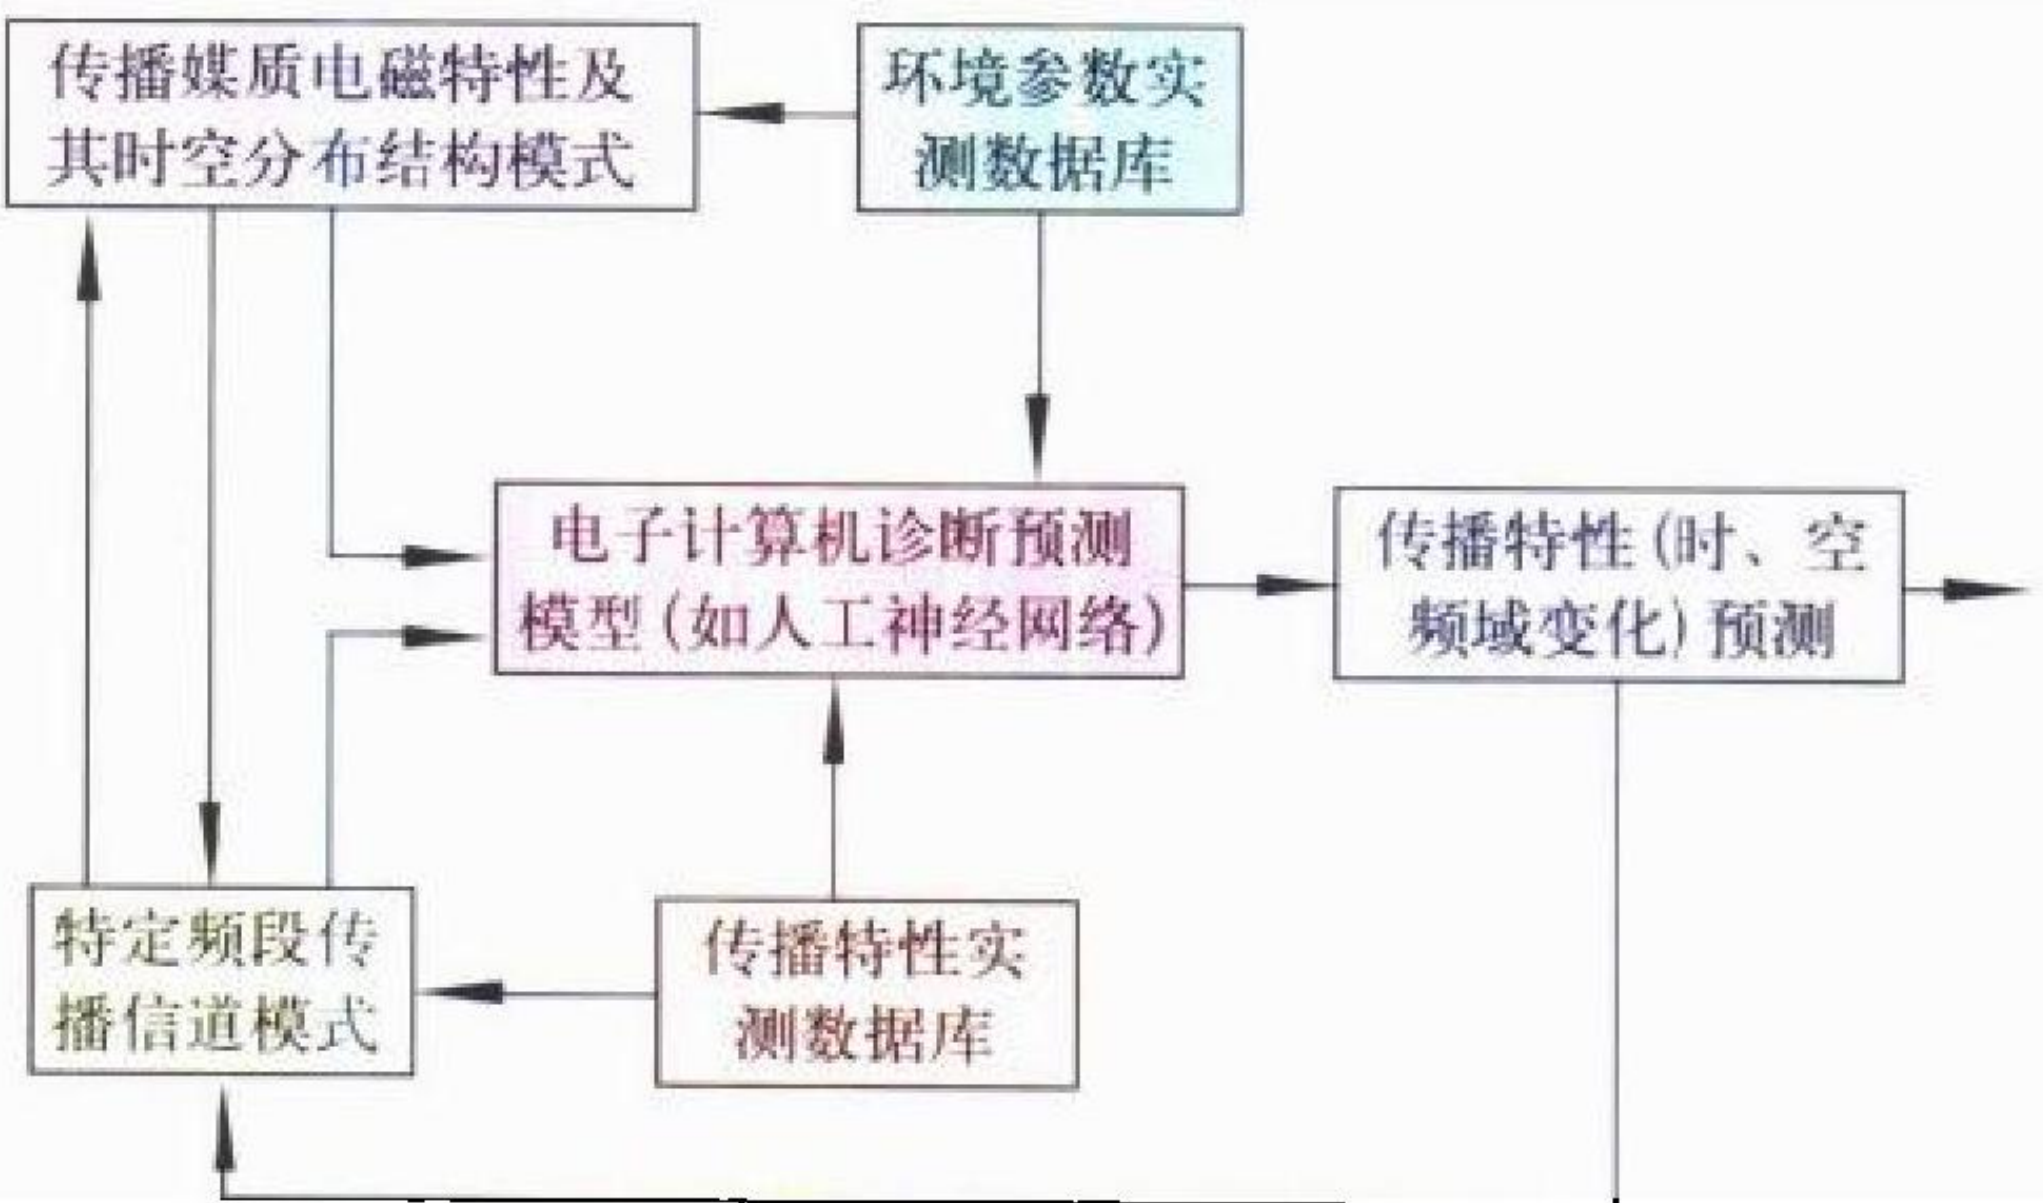 传播媒质电磁特性及
其时空分布结构模式
环境参数实
测数据库
电子计算机诊断预测
模型(如人工神经网络)
传播特性(时、空
频域变化)预测
特定频段传
播信道模式
传播特性实
测数据库